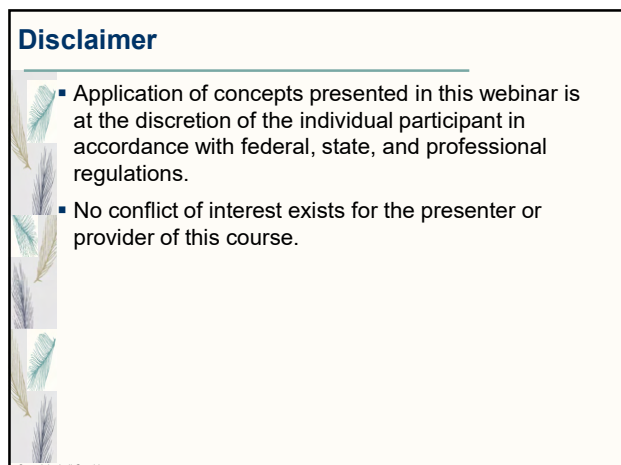 Disclaimer
▪ Application of concepts presented in this webinar is
at the discretion of the individual participant in
accordance with federal, state, and professional
regulations.
▪ No conflict of interest exists for the presenter or
provider of this course.